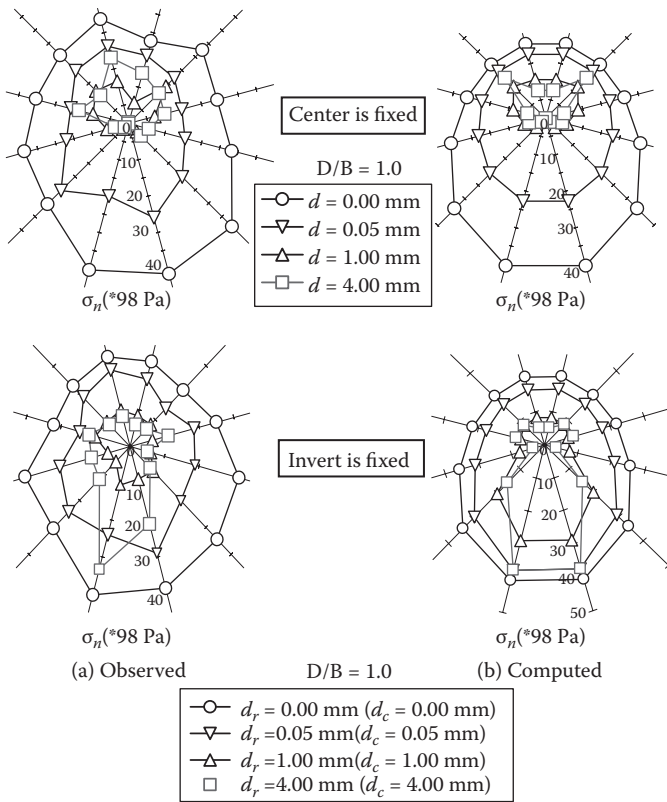 0
10
20
30
40
σn(*98 Pa)
Center is fixed
D/B = 1.0
d = 0.00 mm
d = 0.05 mm
d = 1.00 mm
d = 4.00 mm
0
10
20
30
40
σn(*98 Pa)
0
10
20
30
40
σn(*98 Pa)
(a) Observed
Invert is fixed
0
10
20
30
40
50
σn(*98 Pa)
(b) Computed
D/B = 1.0
dr = 0.00 mm (dc = 0.00 mm)
dr =0.05 mm(dc = 0.05 mm)
dr =1.00 mm(dc = 1.00 mm)
dr =4.00 mm (dc = 4.00 mm)